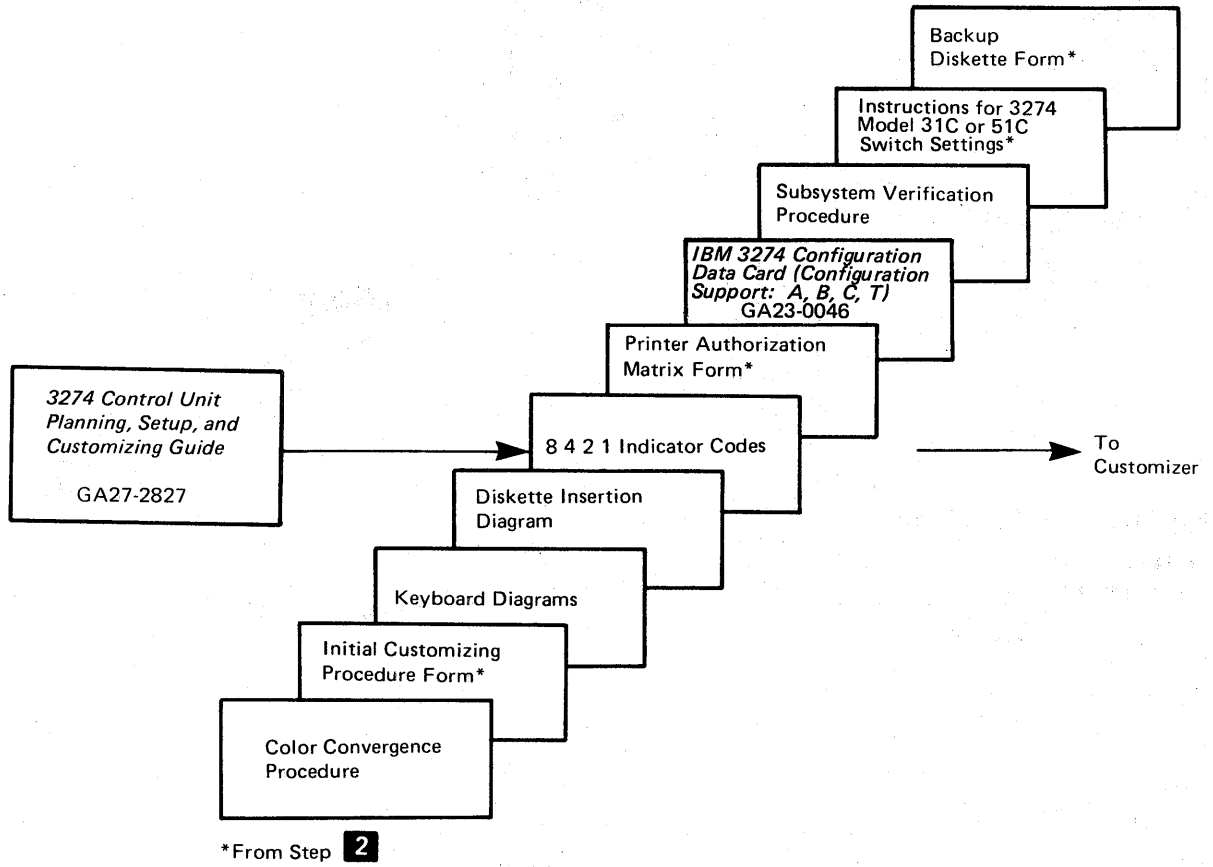 Backup
Diskette Form*
Instructions for 3274
Model 31C or 51C
Switch Settings*
Subsystem Verification
Procedure
IBM 3274 Configuration
Data Card (Configuration
Support: A, B, C, T)
GA23-0046
Printer Authorization
Matrix Form*
3274 Control Unit
Planning, Setup, and
Customizing Guide
GA27-2827
8 4 2 1 Indicator Codes
To
Customizer
Diskette Insertion
Diagram
Keyboard Diagrams
Initial Customizing
Procedure Form*
Color Convergence
Procedure
*From Step 2